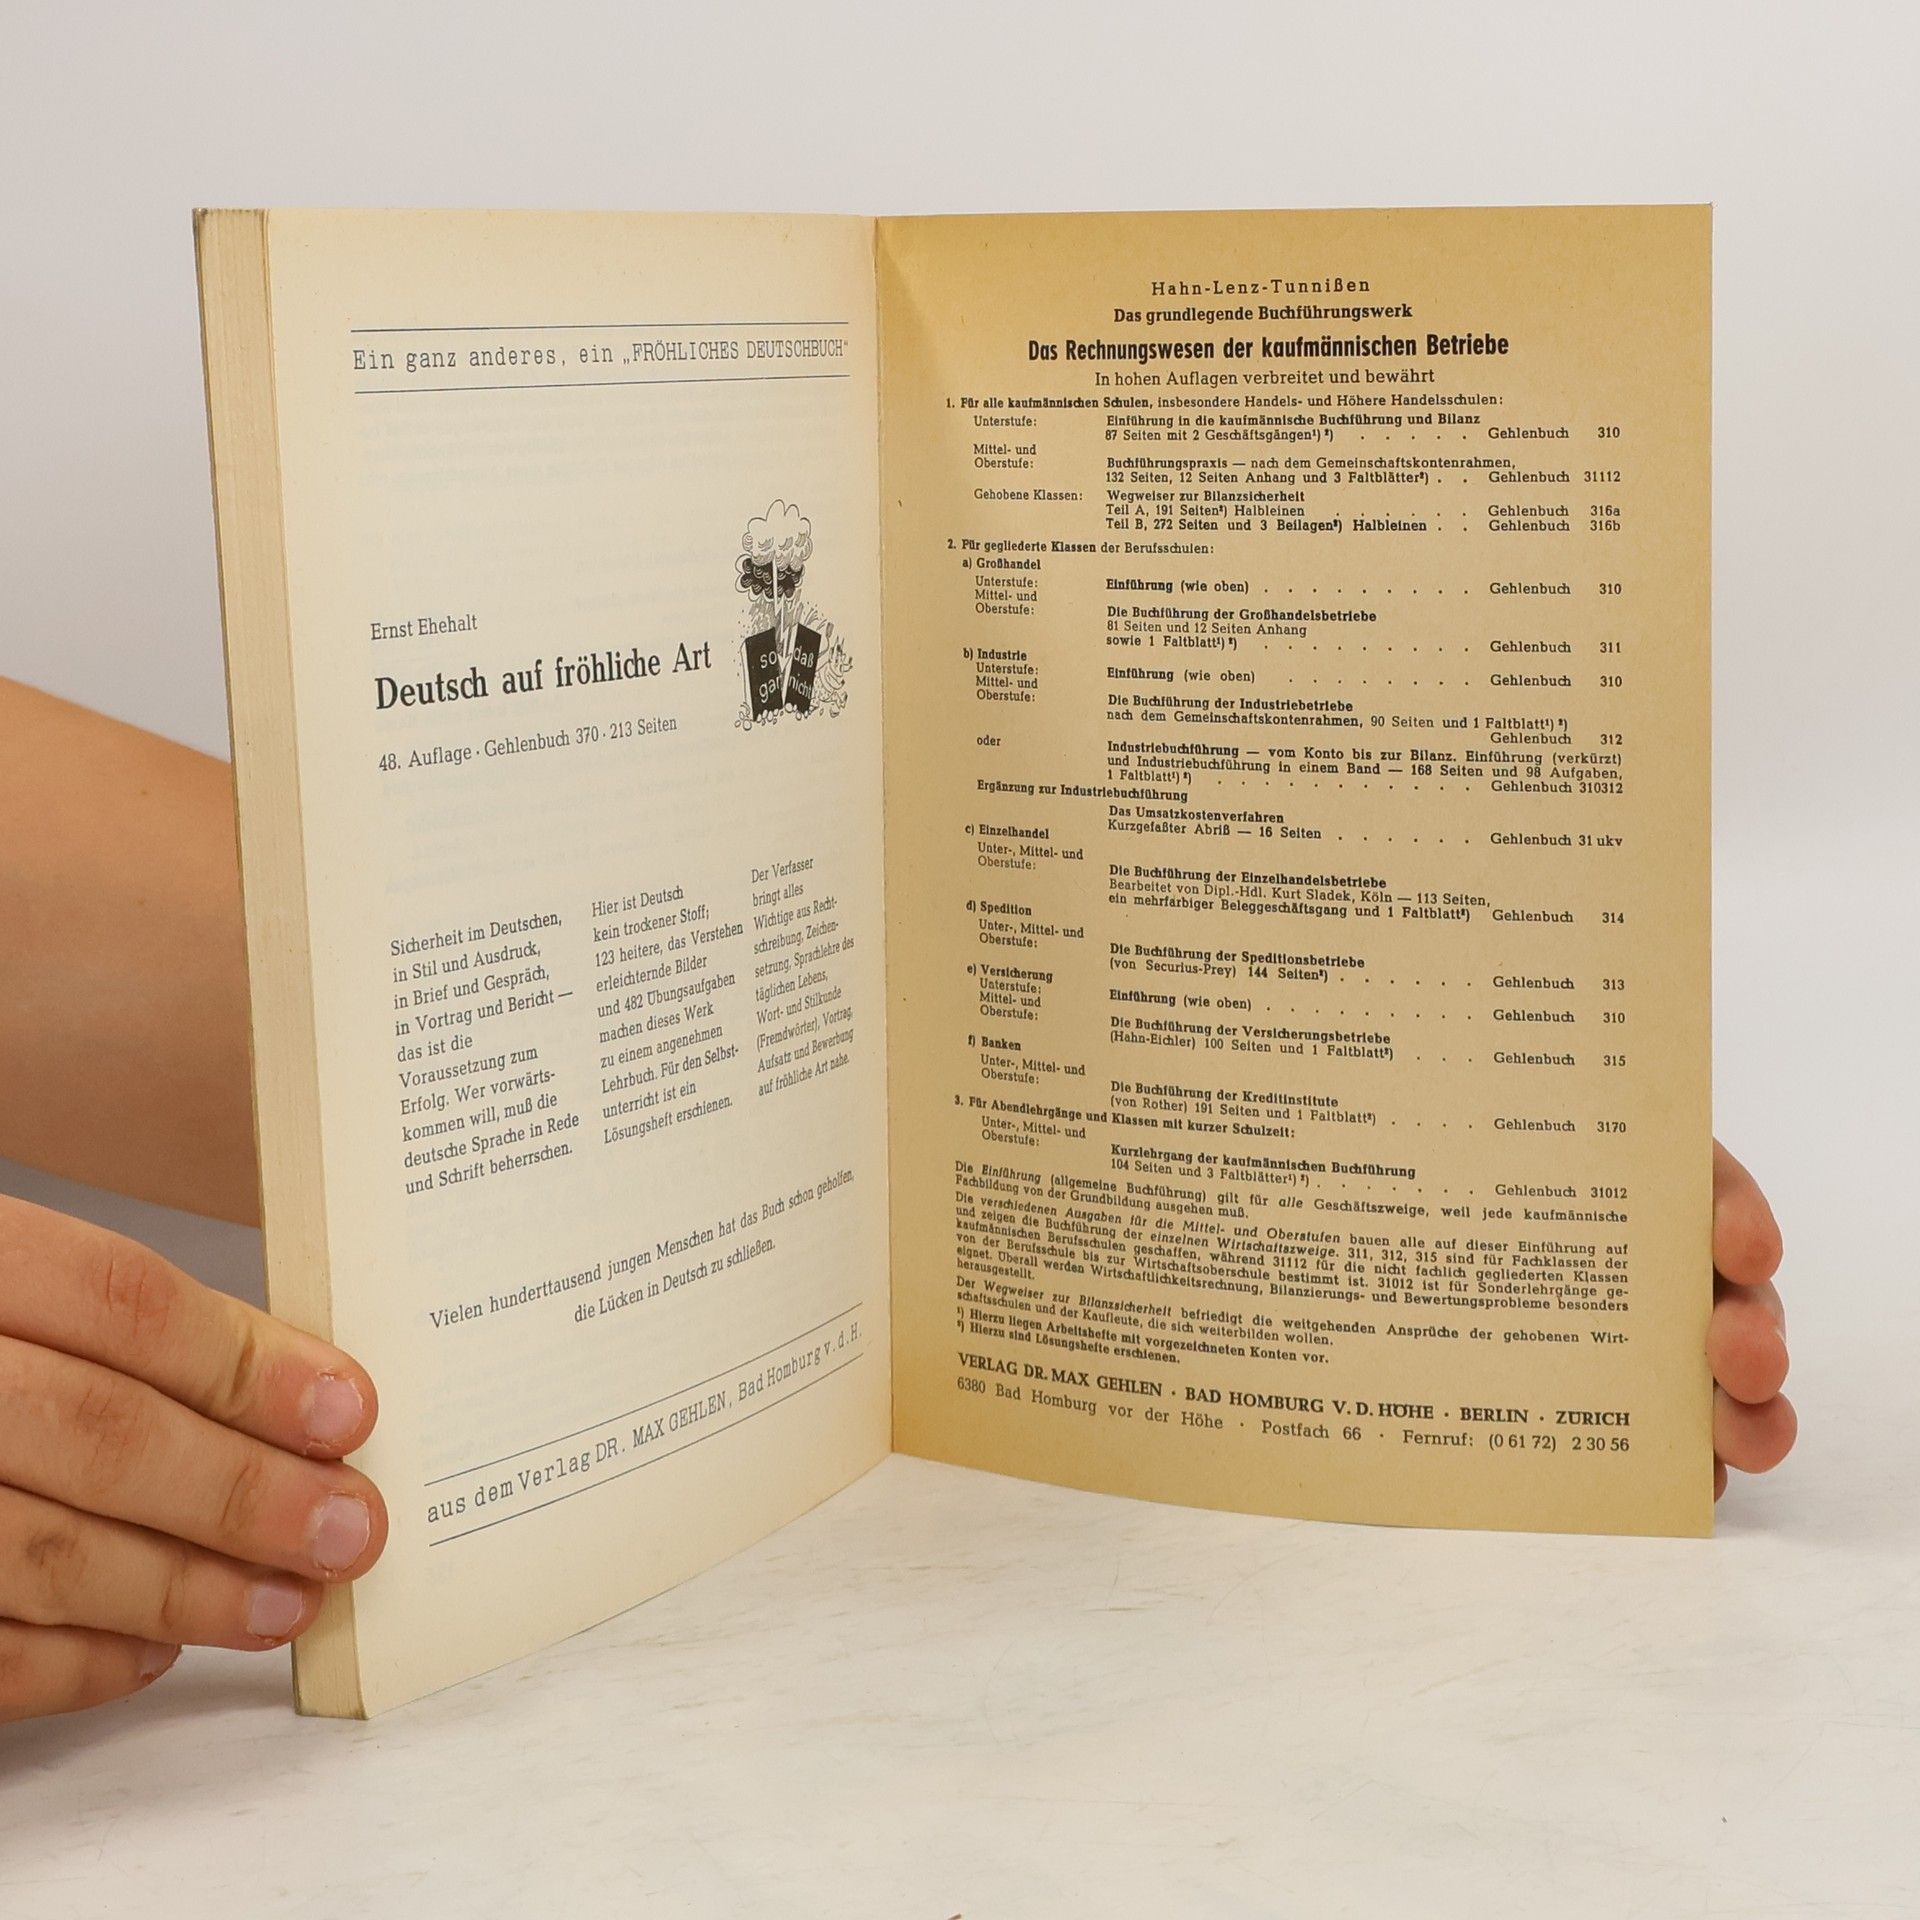 Ein ganz anderes, ein „FRÖHLICHES DEUTSCHBUCH“
so daß
gar nicht
Ernst Ehehalt
Deutsch auf fröhliche Art
48. Auflage · Gehlenbuch 370 · 213 Seiten
Sicherheit im Deutschen,
in Stil und Ausdruck,
in Brief und Gespräch,
in Vortrag und Bericht —
das ist die
Voraussetzung zum
Erfolg. Wer vorwärts-
kommen will, muß die
deutsche Sprache in Rede
und Schrift beherrschen.
Hier ist Deutsch
kein trockener Stoff;
123 heitere, das Verstehen
erleichternde Bilder
und 482 Übungsaufgaben
machen dieses Werk
zu einem angenehmen
Lehrbuch. Für den Selbst-
unterricht ist ein
Lösungsheft erschienen.
Der Verfasser
bringt alles
Wichtige aus Recht-
schreibung, Zeichen-
setzung, Sprachlehre des
täglichen Lebens,
Wort- und Stilkunde
(Fremdwörter), Vortrag,
Aufsatz und Bewerbung
auf fröhliche Art nahe.
Vielen hunderttausend jungen Menschen hat das Buch schon geholfen,
die Lücken in Deutsch zu schließen.
aus dem Verlag DR. MAX GEHLEN, Bad Homburg v.d.H.
Hahn-Lenz-Tunnißen
Das grundlegende Buchführungswerk
Das Rechnungswesen der kaufmännischen Betriebe
In hohen Auflagen verbreitet und bewährt
1. Für alle kaufmännischen Schulen, insbesondere Handels- und Höhere Handelsschulen:
Unterstufe: Einführung in die kaufmännische Buchführung und Bilanz
87 Seiten mit 2 Geschäftsgängen¹) ²) . . . . . Gehlenbuch 310
Mittel- und
Oberstufe: Buchführungspraxis — nach dem Gemeinschaftskontenrahmen,
132 Seiten, 12 Seiten Anhang und 3 Faltblätter²) . . Gehlenbuch 31112
Gehobene Klassen: Wegweiser zur Bilanzsicherheit
Teil A, 191 Seiten²) Halbleinen . . . . . . Gehlenbuch 316a
Teil B, 272 Seiten und 3 Beilagen²) Halbleinen . . Gehlenbuch 316b
2. Für gegliederte Klassen der Berufsschulen:
a) Großhandel
Unterstufe: Einführung (wie oben) . . . . . . . . . Gehlenbuch 310
Mittel- und
Oberstufe: Die Buchführung der Großhandelsbetriebe
81 Seiten und 12 Seiten Anhang
sowie 1 Faltblatt¹) ²) . . . . . . . . . Gehlenbuch 311
b) Industrie
Unterstufe: Einführung (wie oben) . . . . . . . . Gehlenbuch 310
Mittel- und
Oberstufe: Die Buchführung der Industriebetriebe
nach dem Gemeinschaftskontenrahmen, 90 Seiten und 1 Faltblatt¹) ²)
Gehlenbuch 312
oder Industriebuchführung — vom Konto bis zur Bilanz. Einführung (verkürzt)
und Industriebuchführung in einem Band — 168 Seiten und 98 Aufgaben,
1 Faltblatt¹) ²) . . . . . . . . . . . Gehlenbuch 310312
Ergänzung zur Industriebuchführung
Das Umsatzkostenverfahren
Kurzgefaßter Abriß — 16 Seiten . . . . . . Gehlenbuch 31 ukv
c) Einzelhandel
Unter-, Mittel- und
Oberstufe: Die Buchführung der Einzelhandelsbetriebe
Bearbeitet von Dipl.-Hdl. Kurt Sladek, Köln — 113 Seiten,
ein mehrfarbiger Beleggeschäftsgang und 1 Faltblatt²) Gehlenbuch 314
d) Spedition
Unter-, Mittel- und
Oberstufe: Die Buchführung der Speditionsbetriebe
(von Securius-Prey) 144 Seiten²) . . . . . . Gehlenbuch 313
e) Versicherung
Unterstufe: Einführung (wie oben) . . . . . . . . . Gehlenbuch 310
Mittel- und
Oberstufe: Die Buchführung der Versicherungsbetriebe
(Hahn-Eichler) 100 Seiten und 1 Faltblatt²) . . . Gehlenbuch 315
f) Banken
Unter-, Mittel- und
Oberstufe: Die Buchführung der Kreditinstitute
(von Rother) 191 Seiten und 1 Faltblatt²) . . . . Gehlenbuch 3170
3. Für Abendlehrgänge und Klassen mit kurzer Schulzeit:
Unter-, Mittel- und
Oberstufe: Kurzlehrgang der kaufmännischen Buchführung
104 Seiten und 3 Faltblätter¹) ²) . . . . . . . Gehlenbuch 31012
Die Einführung (allgemeine Buchführung) gilt für alle Geschäftszweige, weil jede kaufmännische
Fachbildung von der Grundbildung ausgehen muß.
Die verschiedenen Ausgaben für die Mittel- und Oberstufen bauen alle auf dieser Einführung auf
und zeigen die Buchführung der einzelnen Wirtschaftszweige. 311, 312, 315 sind für Fachklassen der
kaufmännischen Berufsschulen geschaffen, während 31112 für die nicht fachlich gegliederten Klassen
von der Berufsschule bis zur Wirtschaftsoberschule bestimmt ist. 31012 ist für Sonderlehrgänge ge-
eignet. Überall werden Wirtschaftlichkeitsrechnung, Bilanzierungs- und Bewertungsprobleme besonders
herausgestellt.
Der Wegweiser zur Bilanzsicherheit befriedigt die weitgehenden Ansprüche der gehobenen Wirt-
schaftsschulen und der Kaufleute, die sich weiterbilden wollen.
¹) Hierzu liegen Arbeitshefte mit vorgezeichneten Konten vor.
²) Hierzu sind Lösungshefte erschienen.
VERLAG DR. MAX GEHLEN · BAD HOMBURG V. D. HÖHE · BERLIN · ZÜRICH
6380 Bad Homburg vor der Höhe · Postfach 66 · Fernruf: (0 61 72) 2 30 56